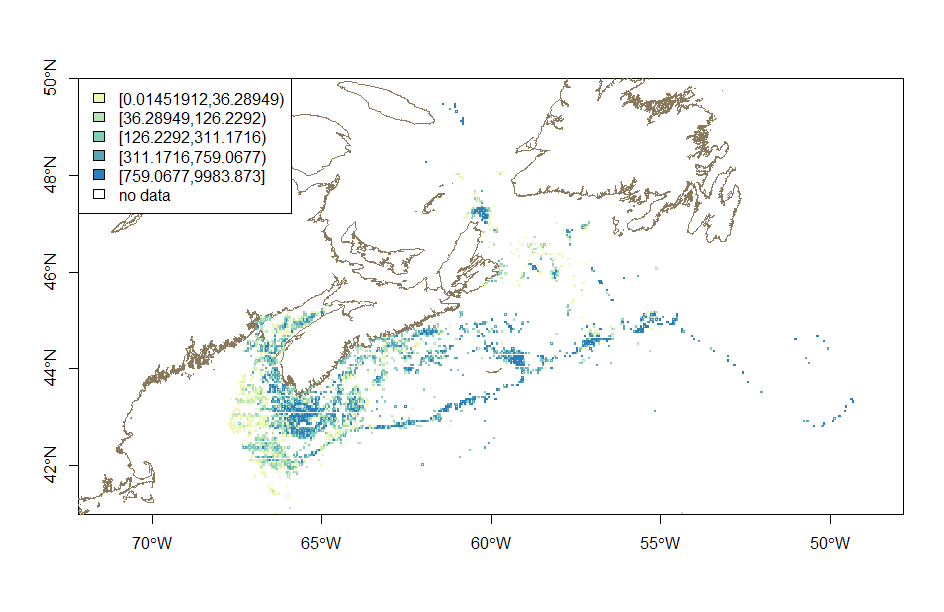 [0.01451912,36.28949)
[36.28949,126.2292)
[126.2292,311.1716)
[311.1716,759.0677)
[759.0677,9983.873]
no data
50°N
48°N
46°N
44°N
42°N
70°W
65°W
60°W
55°W
50°W